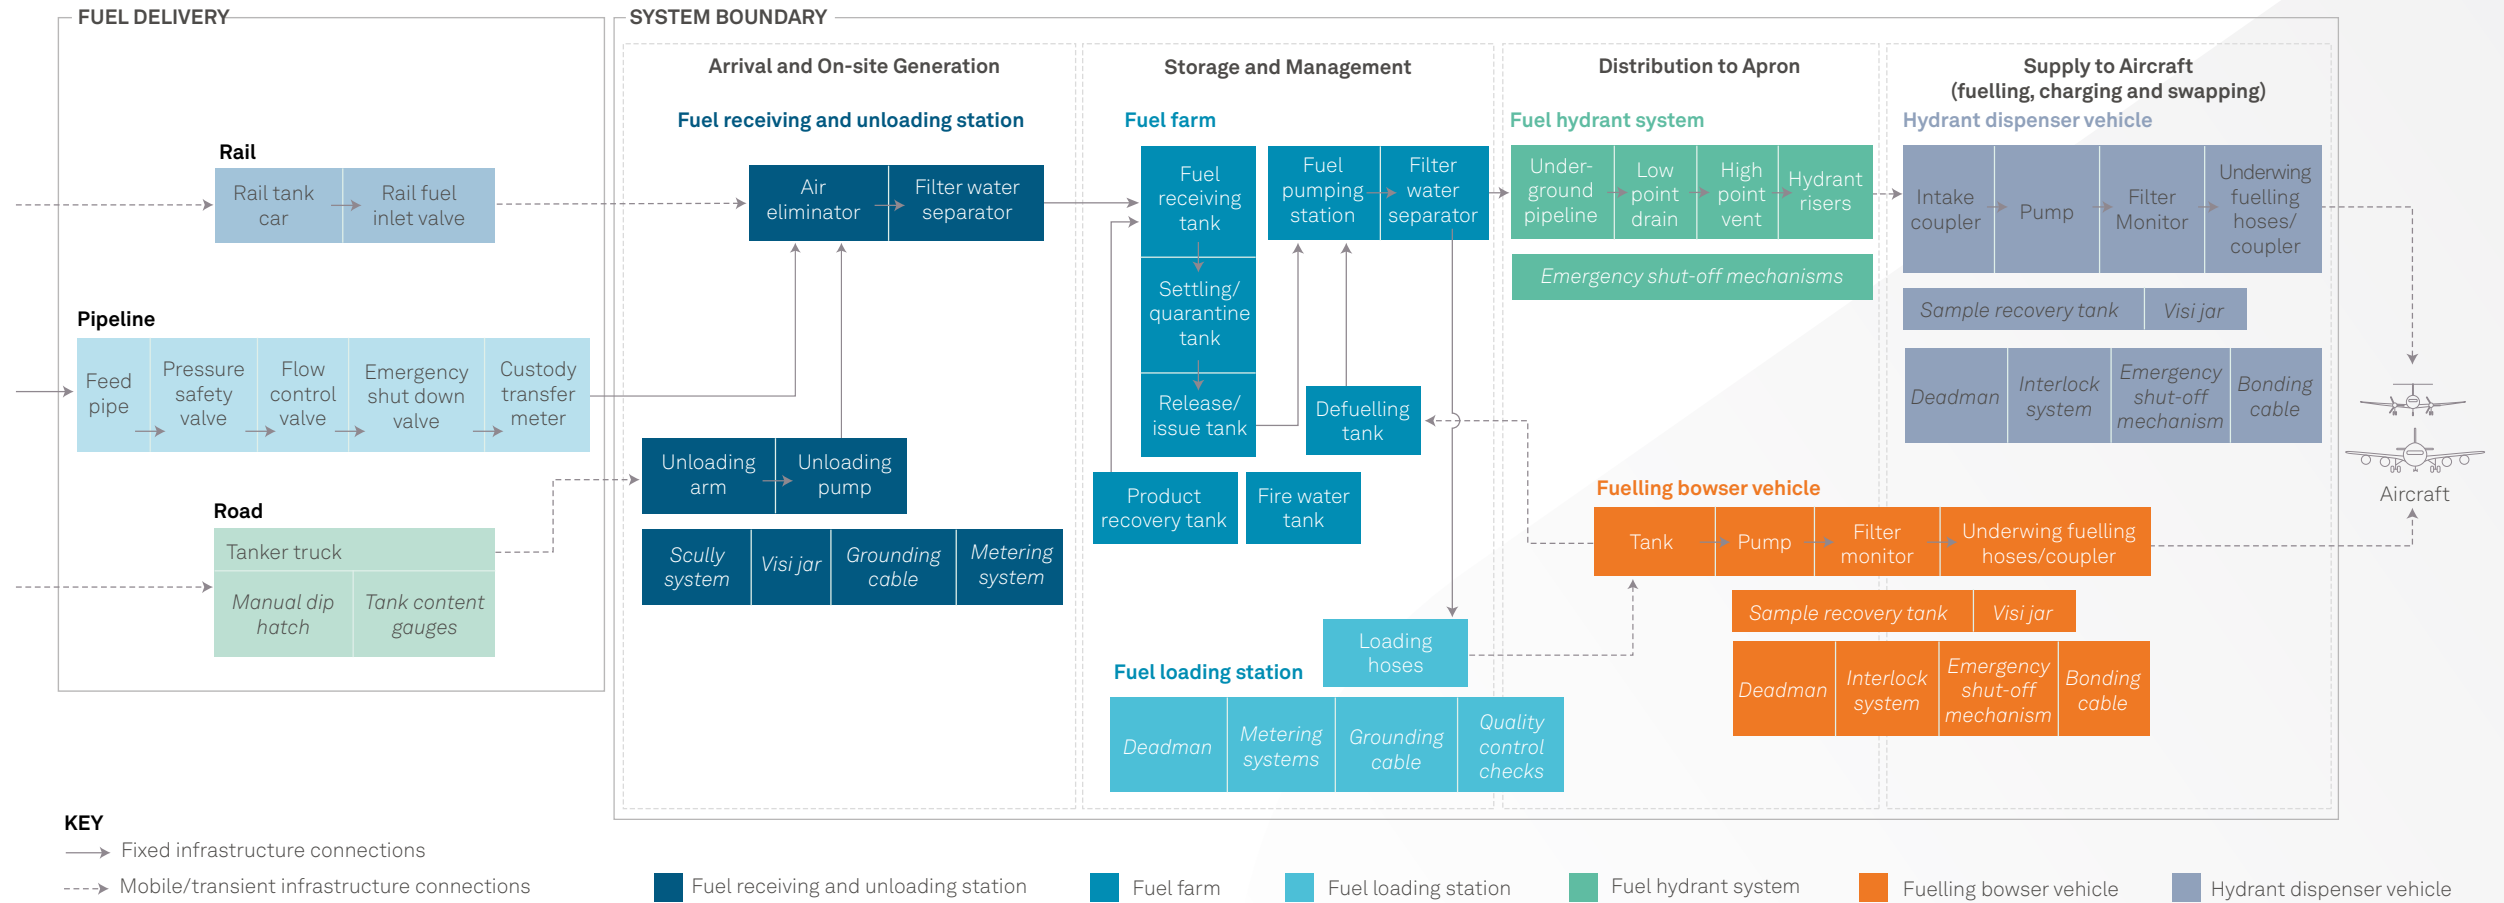 FUEL DELIVERY
SYSTEM BOUNDARY
Arrival and On-site Generation
Storage and Management
Distribution to Apron
Supply to Aircraft
(fuelling, charging and swapping)
Rail
Rail tank
car
Rail fuel
inlet valve
Pipeline
Feed
pipe
Pressure
safety
valve
Flow
control
valve
Emergency
shut down
valve
Custody
transfer
meter
Road
Tanker truck
Manual dip
hatch
Tank content
gauges
Fuel receiving and unloading station
Air
eliminator
Filter water
separator
Unloading
arm
Unloading
pump
Scully
system
Visi jar
Grounding
cable
Metering
system
Fuel farm
Fuel
receiving
tank
Settling/
quarantine
tank
Release/
issue tank
Fuel
pumping
station
Filter
water
separator
Defuelling
tank
Product
recovery tank
Fire water
tank
Loading
hoses
Fuel loading station
Deadman
Metering
systems
Grounding
cable
Quality
control
checks
Fuel hydrant system
Under-
ground
pipeline
Low
point
drain
High
point
vent
Hydrant
risers
Emergency shut-off mechanisms
Hydrant dispenser vehicle
Intake
coupler
Pump
Filter
Monitor
Underwing
fuelling
hoses/
coupler
Sample recovery tank
Visi jar
Deadman
Interlock
system
Emergency
shut-off
mechanism
Bonding
cable
Fuelling bowser vehicle
Tank
Pump
Filter
monitor
Underwing fuelling
hoses/coupler
Sample recovery tank
Visi jar
Deadman
Interlock
system
Emergency
shut-off
mechanism
Bonding
cable
Aircraft
KEY
Fixed infrastructure connections
Mobile/transient infrastructure connections
Fuel receiving and unloading station
Fuel farm
Fuel loading station
Fuel hydrant system
Fuelling bowser vehicle
Hydrant dispenser vehicle